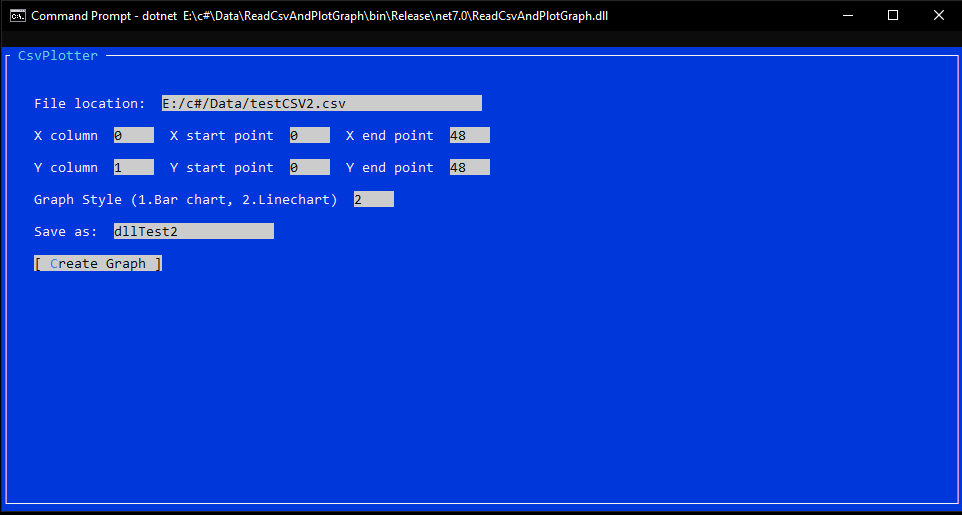 Command Prompt - dotnet E:\c#\Data\ReadCsvAndPlotGraph\bin\Release\net7.0\ReadCsvAndPlotGraph.dll
CsvPlotter
File location: E:/c#/Data/testCSV2.csv
X column 0 X start point 0 X end point 48
Y column 1 Y start point 0 Y end point 48
Graph Style (1.Bar chart, 2.Linechart) 2
Save as: dllTest2
[ Create Graph ]